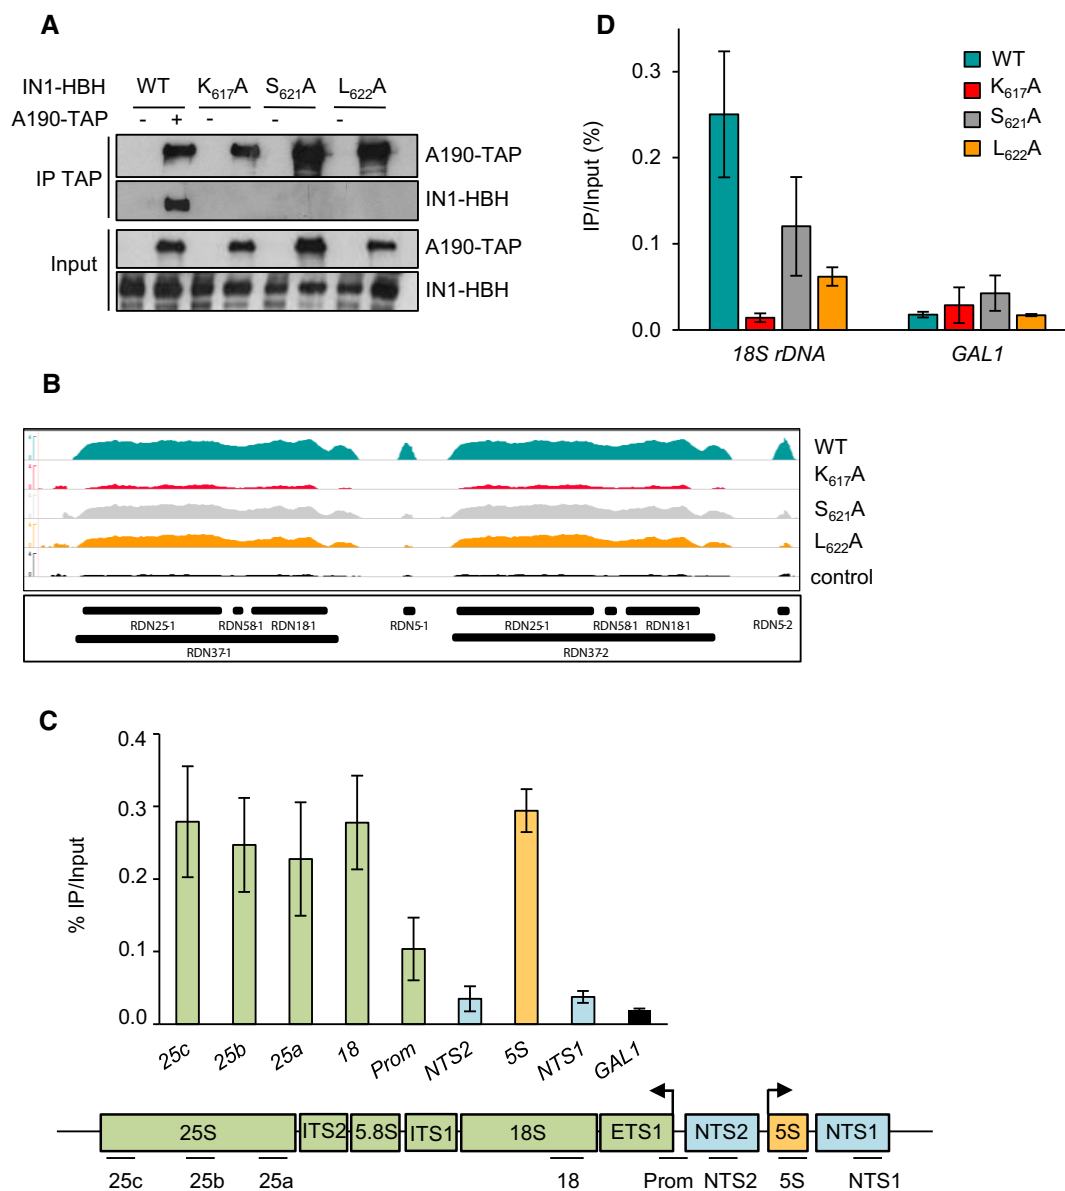 A
IN1-HBH WT K617A S621A L622A
A190-TAP - + - - -
IP TAP
A190-TAP
IN1-HBH
Input
A190-TAP
IN1-HBH
D
IP/Input (%)
0.3
0.2
0.1
0.0
WT
K617A
S621A
L622A
18S rDNA GAL1
B
WT
K617A
S621A
L622A
control
RDN25-1 RDN58-1 RDN18-1 RDN5-1 RDN25-1 RDN58-1 RDN18-1 RDN5-2
RDN37-1 RDN37-2
C
% IP/Input
0.4
0.3
0.2
0.1
0.0
25c 25b 25a 18 Prom NTS2 5S NTS1 GAL1
25S ITS2 5.8S ITS1 18S ETS1 NTS2 5S NTS1
25c 25b 25a 18 Prom NTS2 5S NTS1